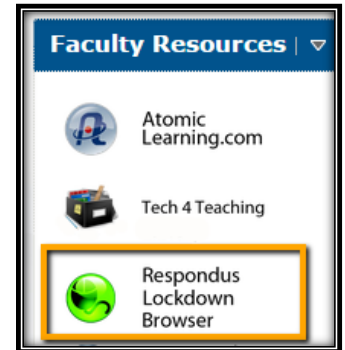 Faculty Resources
Atomic
Learning.com
Tech 4 Teaching
Respondus
Lockdown
Browser